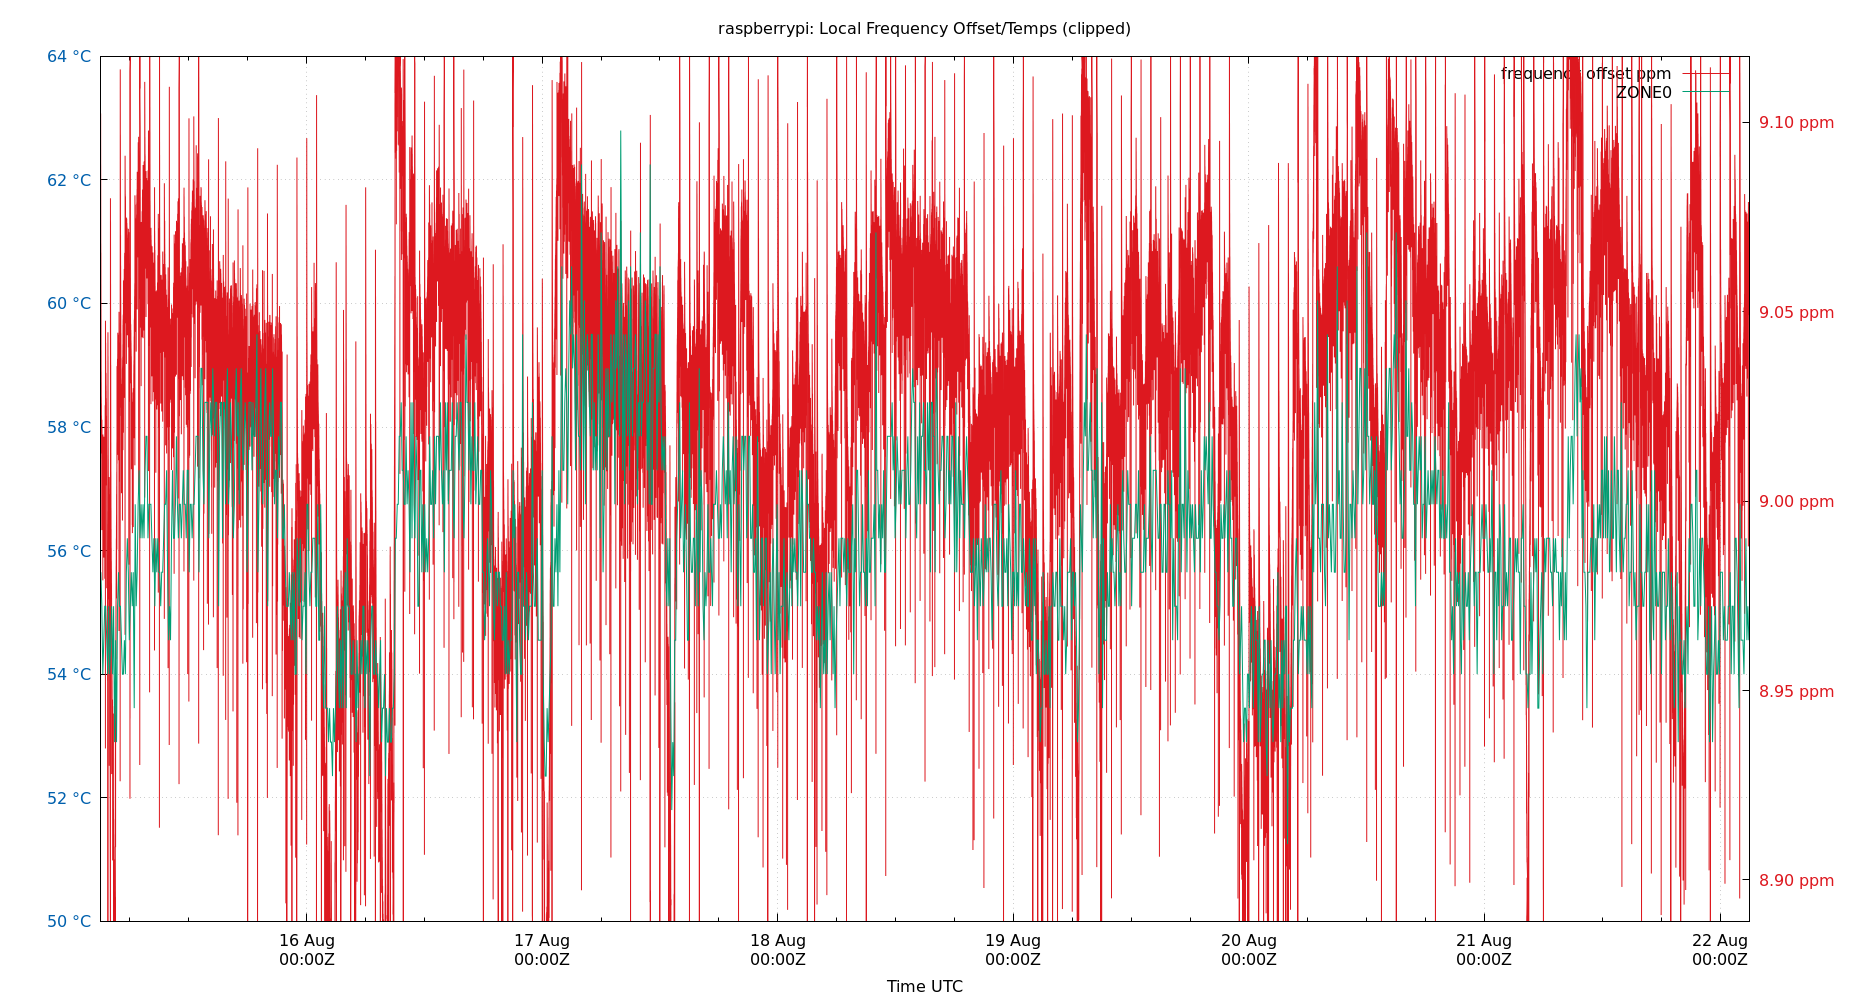 raspberrypi: Local Frequency Offset/Temps (clipped)
64 °C
62 °C
60 °C
58 °C
56 °C
54 °C
52 °C
50 °C
frequency offset ppm
ZONE0
9.10 ppm
9.05 ppm
9.00 ppm
8.95 ppm
8.90 ppm
16 Aug 17 Aug 18 Aug 19 Aug 20 Aug 21 Aug 22 Aug
00:00Z 00:00Z 00:00Z 00:00Z 00:00Z 00:00Z 00:00Z
Time UTC